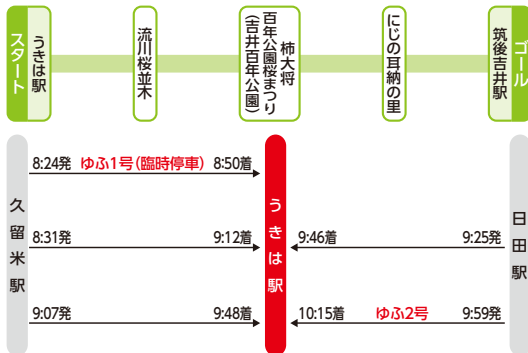 スタート
うきは駅
流川桜並木
柿大将
百年公園桜まつり
(吉井百年公園)
にじの耳納の里
筑後吉井駅
ゴール
久留米駅
うきは駅
日田駅
8:24発 ゆふ1号(臨時停車) 8:50着
8:31発 9:12着 9:46着 9:25発
9:07発 9:48着 10:15着 ゆふ2号 9:59発